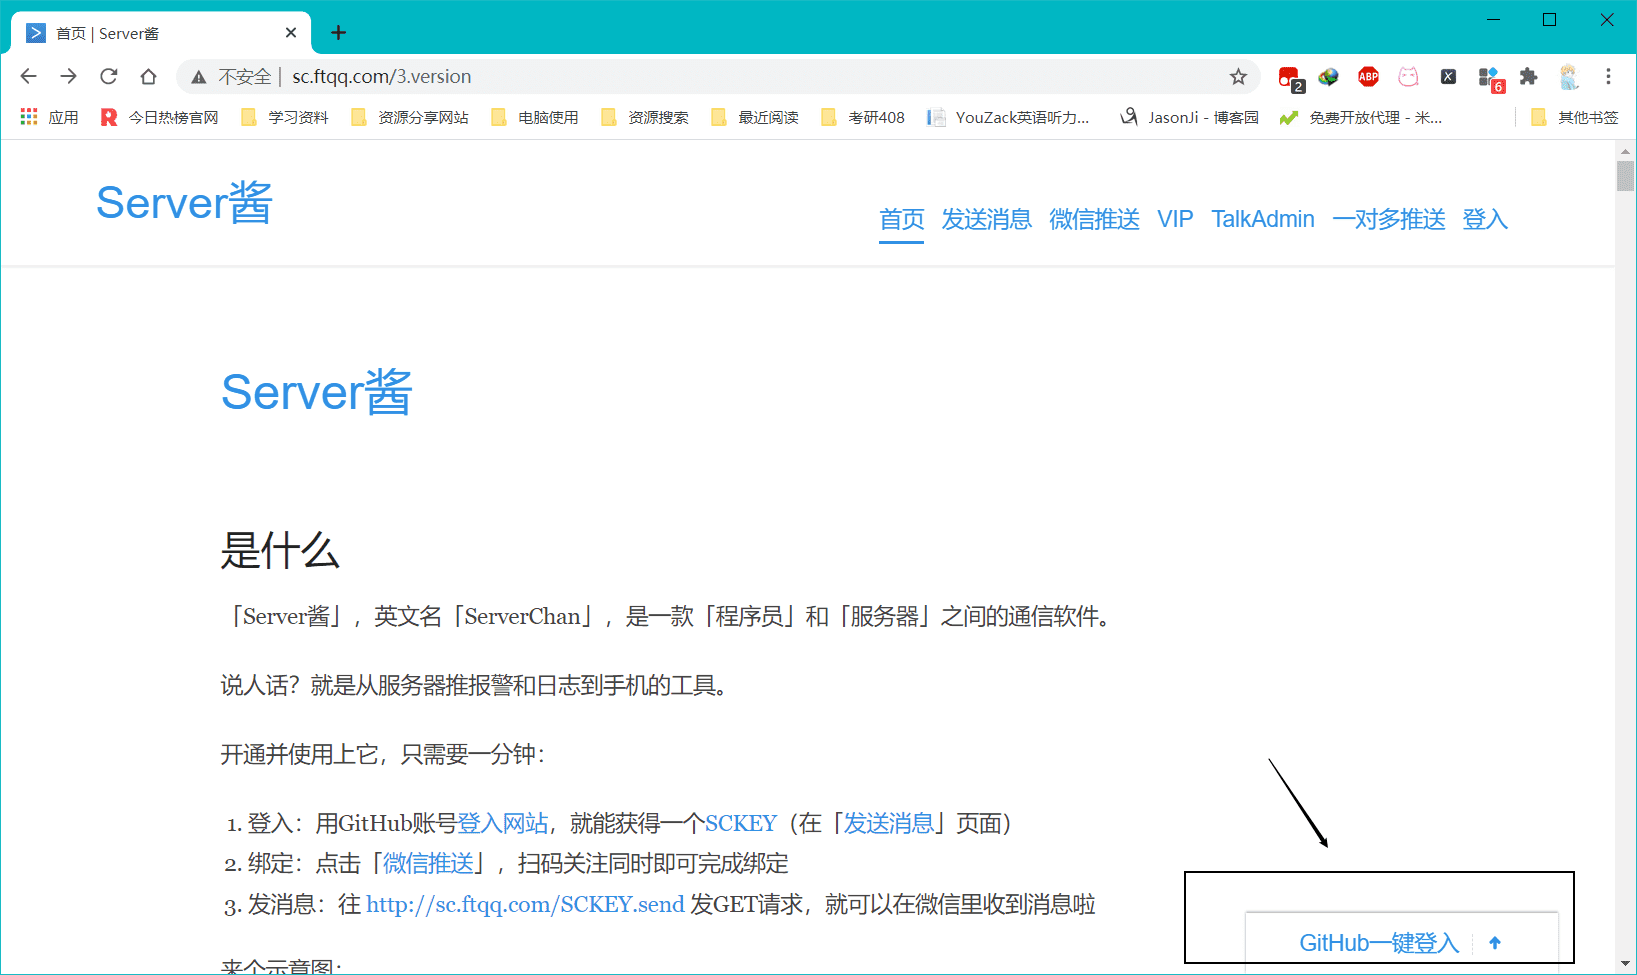 首页 | Server酱
不安全 | sc.ftqq.com/3.version
2
ABP
X
6
应用 今日热榜官网 学习资料 资源分享网站 电脑使用 资源搜索 最近阅读 考研408 YouZack英语听力... JasonJi - 博客园 免费开放代理 - 米... 其他书签
Server酱
首页 发送消息 微信推送 VIP TalkAdmin 一对多推送 登入
Server酱
是什么
「Server酱」，英文名「ServerChan」，是一款「程序员」和「服务器」之间的通信软件。
说人话？就是从服务器推报警和日志到手机的工具。
开通并使用上它，只需要一分钟：
1. 登入：用GitHub账号登入网站，就能获得一个SCKEY（在「发送消息」页面）
2. 绑定：点击「微信推送」，扫码关注同时即可完成绑定
3. 发消息：往 http://sc.ftqq.com/SCKEY.send 发GET请求，就可以在微信里收到消息啦
来个示意图：
GitHub一键登入